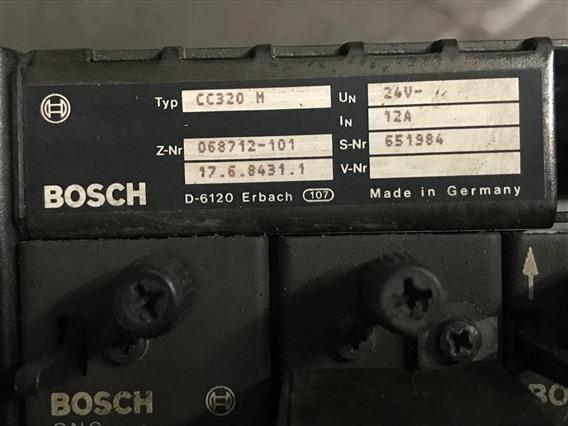 Typ CC320 M UN 24V-
IN 12A
Z-Nr 068712-101 S-Nr 651984
17.6.8431.1 V-Nr
BOSCH D-6120 Erbach 107 Made in Germany
BOSCH
BO